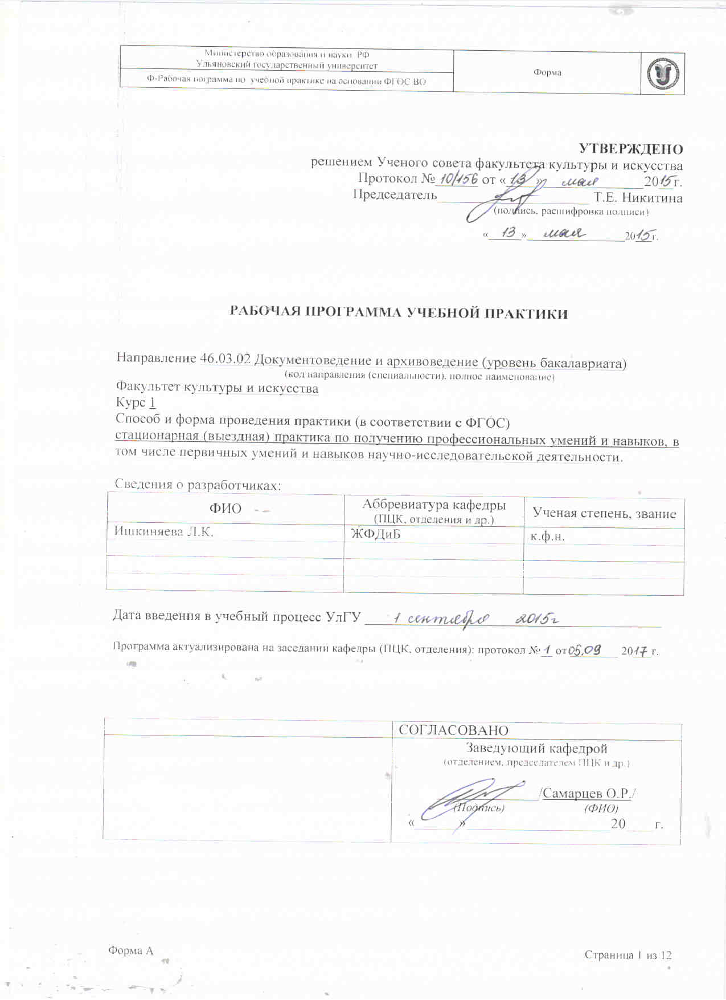 Министерство образования и науки РФ
Ульяновский государственный университет
Форма
Ф-Рабочая пограмма по учебной практике на основании ФГОС ВО
УТВЕРЖДЕНО
решением Ученого совета факультета культуры и искусства
Протокол № 10/156 от « 13 » мая 2015г.
Председатель Т.Е. Никитина
(подпись, расшифровка подписи)
« 13 » мая 2015г.
РАБОЧАЯ ПРОГРАММА УЧЕБНОЙ ПРАКТИКИ
Направление 46.03.02 Документоведение и архивоведение (уровень бакалавриата)
(код направления (специальности), полное наименование)
Факультет культуры и искусства
Курс 1
Способ и форма проведения практики (в соответствии с ФГОС)
стационарная (выездная) практика по получению профессиональных умений и навыков, в
том числе первичных умений и навыков научно-исследовательской деятельности.
Сведения о разработчиках:
ФИО Аббревиатура кафедры Ученая степень, звание
(ПЦК, отделения и др.)
Ишкиняева Л.К. ЖФДиБ к.ф.н.
Дата введения в учебный процесс УлГУ 1 сентября 2015г
Программа актуализирована на заседании кафедры (ПЦК, отделения): протокол № 1 от 05.09 2017 г.
СОГЛАСОВАНО
Заведующий кафедрой
(отделением, председателем ПЦК и др.)
/Самарцев О.Р./
(Подпись) (ФИО)
« » 20 г.
Форма А Страница 1 из 12